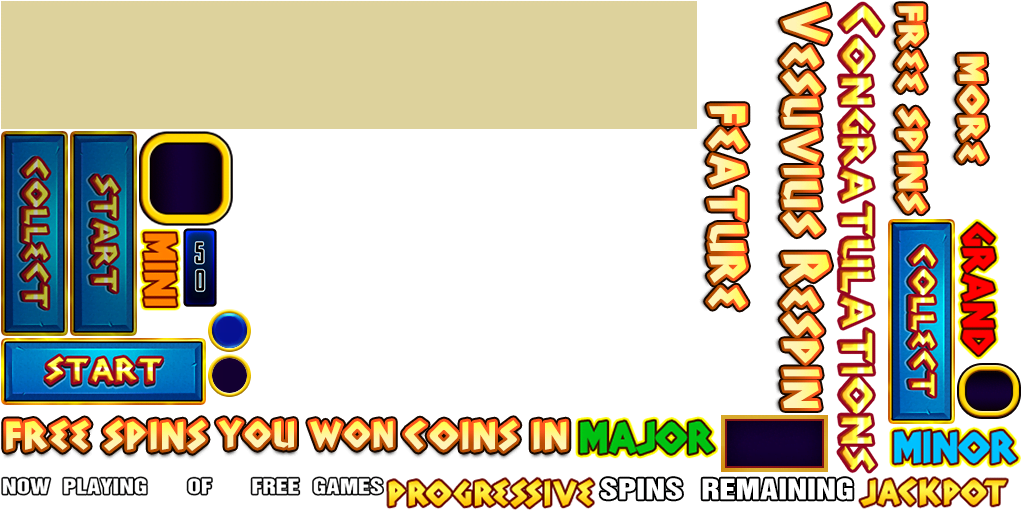 FEATURE
VESUVIUS RESPIN
CONGRATULATIONS
FREE SPINS
MORE
COLLECT
START
MINI
50
COLLECT
GRAND
START
FREE SPINS YOU WON COINS IN
MAJOR
MINOR
NOW PLAYING OF FREE GAMES
PROGRESSIVE
SPINS REMAINING
JACKPOT